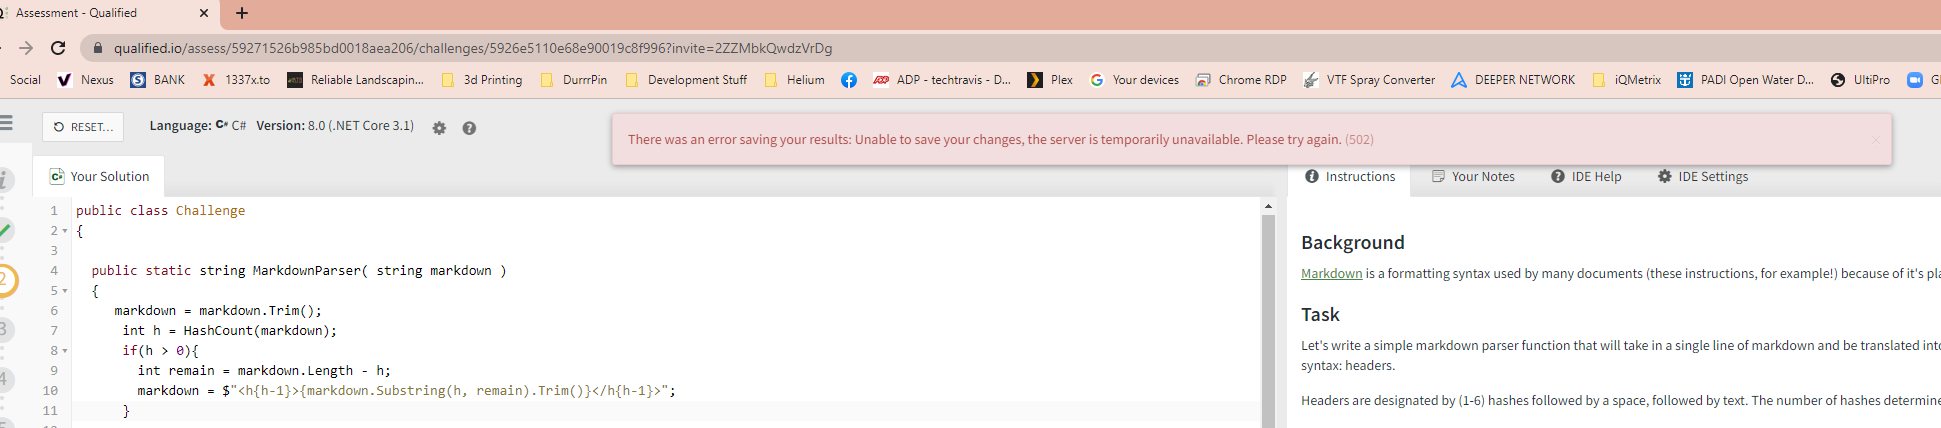 Assessment - Qualified
qualified.io/assess/59271526b985bd0018aea206/challenges/5926e5110e68e90019c8f996?invite=2ZZMbkQwdzVrDg
Social Nexus BANK 1337x.to Reliable Landscapin... 3d Printing DurrrPin Development Stuff Helium ADP - techtravis - D... Plex Your devices Chrome RDP VTF Spray Converter DEEPER NETWORK iQMetrix PADI Open Water D... UltiPro
RESET... Language: C# C# Version: 8.0 (.NET Core 3.1)
There was an error saving your results: Unable to save your changes, the server is temporarily unavailable. Please try again. (502)
Your Solution
Instructions Your Notes IDE Help IDE Settings
1 public class Challenge
2 {
3
4 public static string MarkdownParser( string markdown )
5 {
6 markdown = markdown.Trim();
7 int h = HashCount(markdown);
8 if(h > 0){
9 int remain = markdown.Length - h;
10 markdown = $"<h{h-1}>{markdown.Substring(h, remain).Trim()}</h{h-1}>";
11 }
2
3
4
Background
Markdown is a formatting syntax used by many documents (these instructions, for example!) because of it's pla
Task
Let's write a simple markdown parser function that will take in a single line of markdown and be translated into
syntax: headers.
Headers are designated by (1-6) hashes followed by a space, followed by text. The number of hashes determine